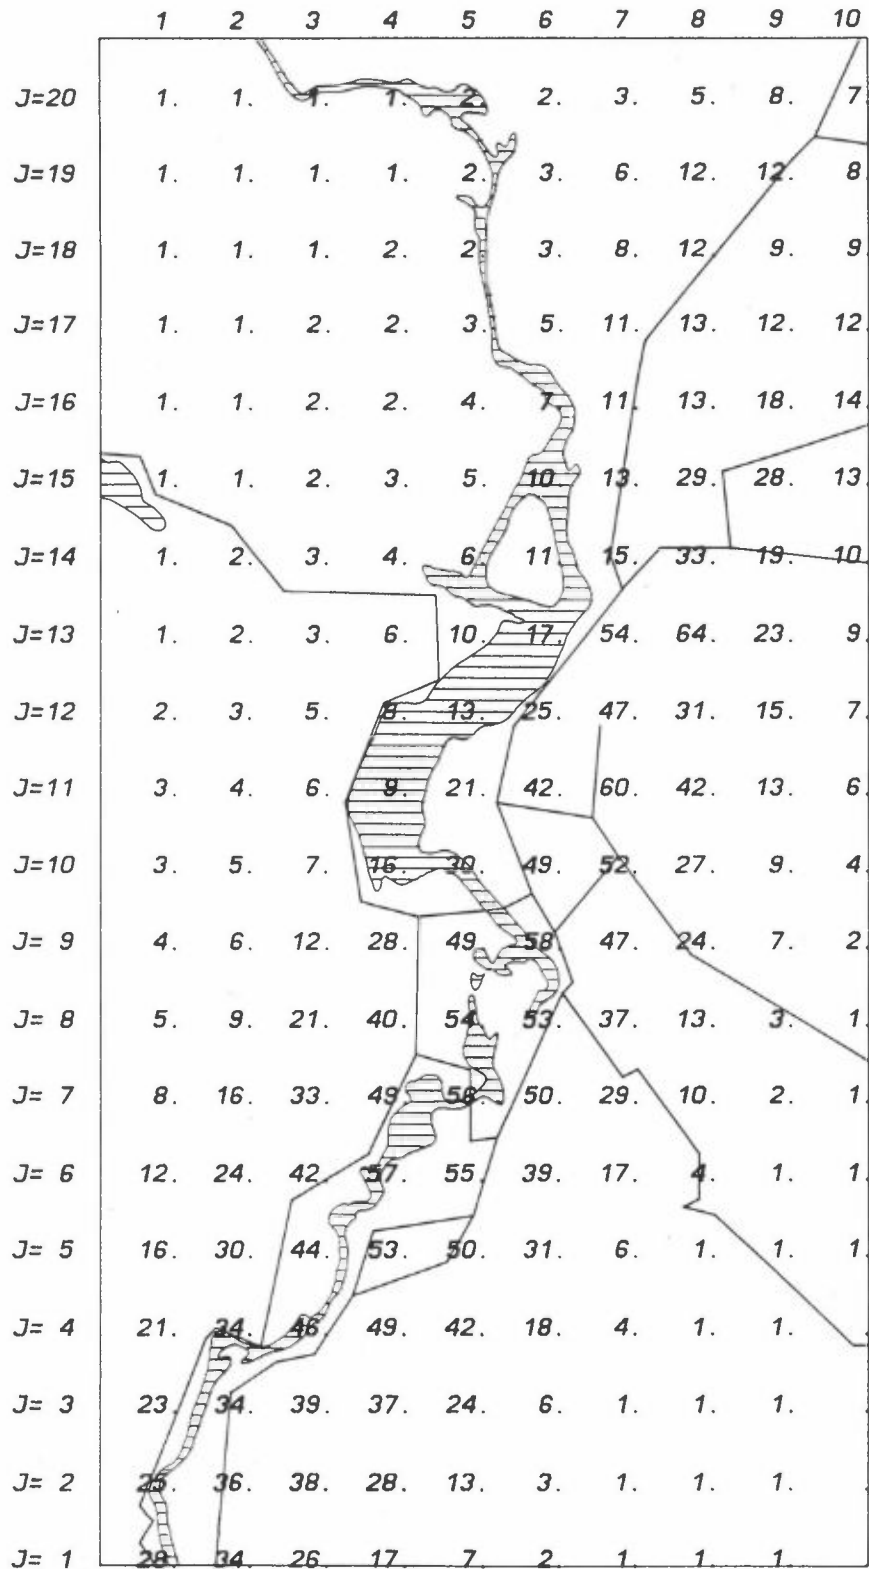 1 2 3 4 5 6 7 8 9 10
J=20 1. 1. 1. 1. 2. 2. 3. 5. 8. 7
J=19 1. 1. 1. 1. 2. 3. 6. 12. 12. 8
J=18 1. 1. 1. 2. 2. 3. 8. 12. 9. 9
J=17 1. 1. 2. 2. 3. 5. 11. 13. 12. 12
J=16 1. 1. 2. 2. 4. 7. 11. 13. 18. 14
J=15 1. 1. 2. 3. 5. 10. 13. 29. 28. 13
J=14 1. 2. 3. 4. 6. 11. 15. 33. 19. 10
J=13 1. 2. 3. 6. 10. 17. 54. 64. 23. 9
J=12 2. 3. 5. 8. 13. 25. 47. 31. 15. 7
J=11 3. 4. 6. 9. 21. 42. 60. 42. 13. 6
J=10 3. 5. 7. 16. 30. 49. 52. 27. 9. 4
J= 9 4. 6. 12. 28. 49. 58. 47. 24. 7. 2
J= 8 5. 9. 21. 40. 54. 53. 37. 13. 3. 1.
J= 7 8. 16. 33. 49. 58. 50. 29. 10. 2. 1.
J= 6 12. 24. 42. 57. 55. 39. 17. 4. 1. 1.
J= 5 16. 30. 44. 53. 50. 31. 6. 1. 1. 1.
J= 4 21. 34. 46. 49. 42. 18. 4. 1. 1. .
J= 3 23. 34. 39. 37. 24. 6. 1. 1. 1. .
J= 2 25. 36. 38. 28. 13. 3. 1. 1. 1. .
J= 1 28. 34. 26. 17. 7. 2. 1. 1. 1. .